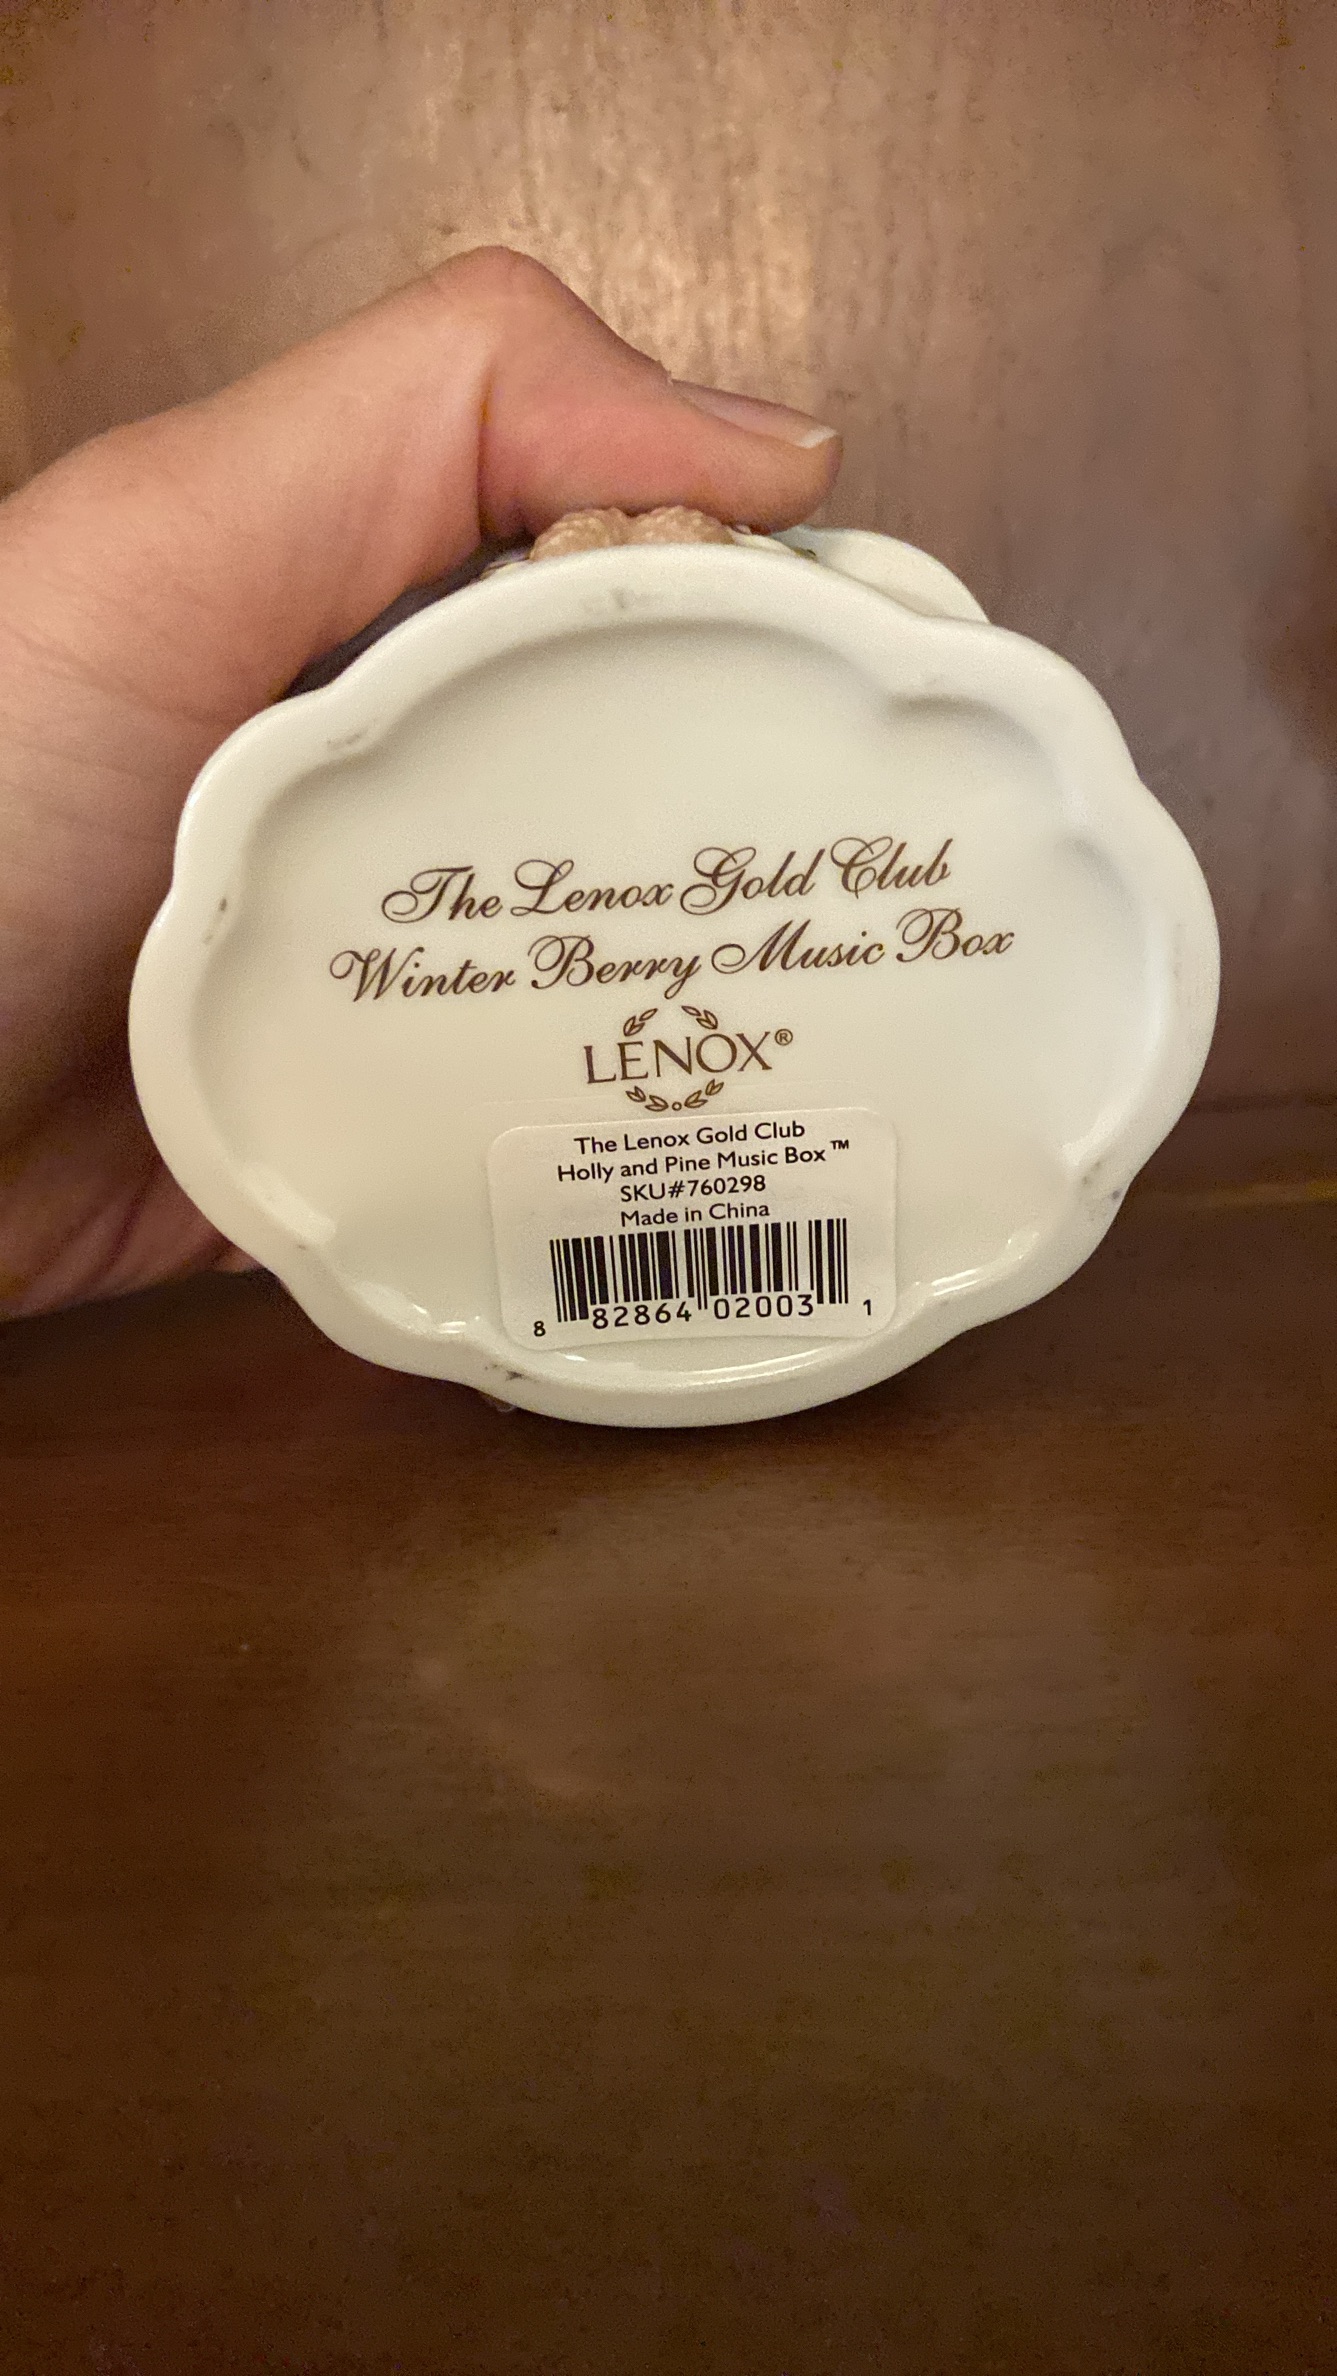 The Lenox Gold Club
Winter Berry Music Box
LENOX®
The Lenox Gold Club
Holly and Pine Music Box™
SKU#760298
Made in China
8 82864 02003 1